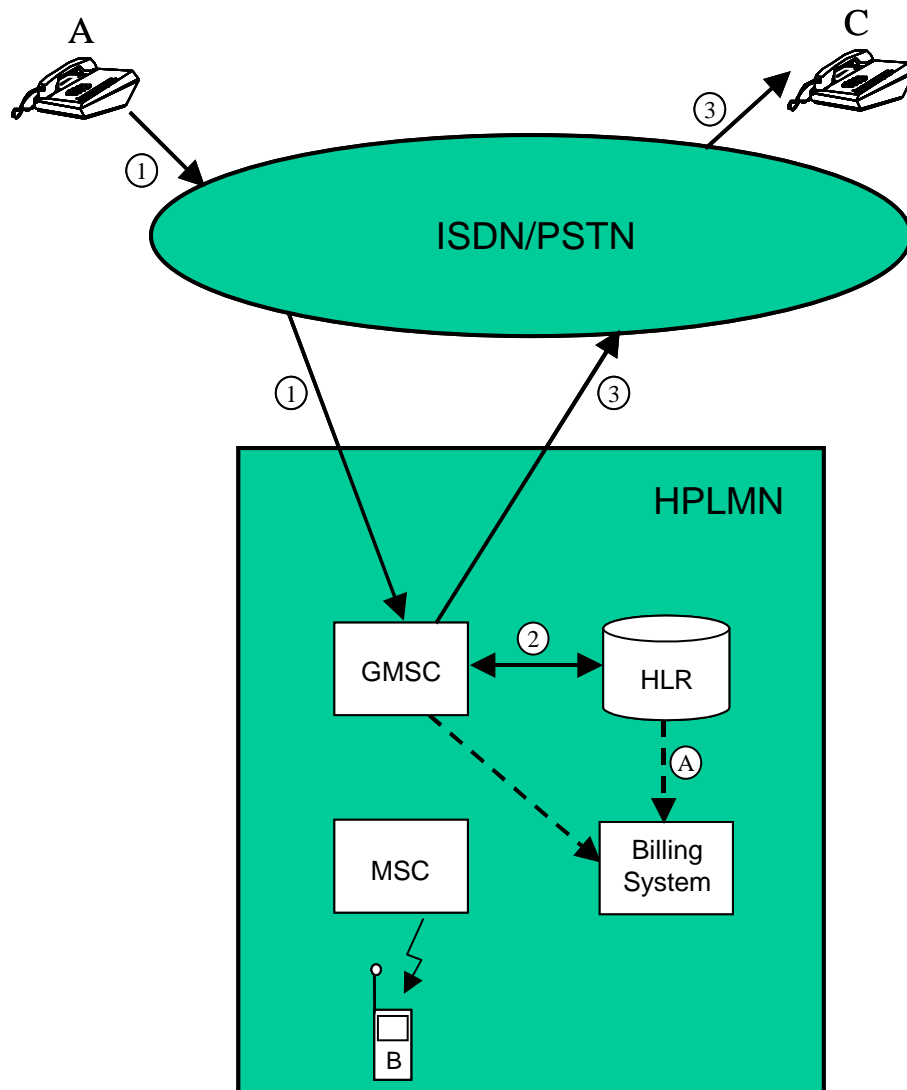 A
C
3
1
ISDN/PSTN
1
3
HPLMN
2
GMSC
HLR
A
MSC
Billing
System
B